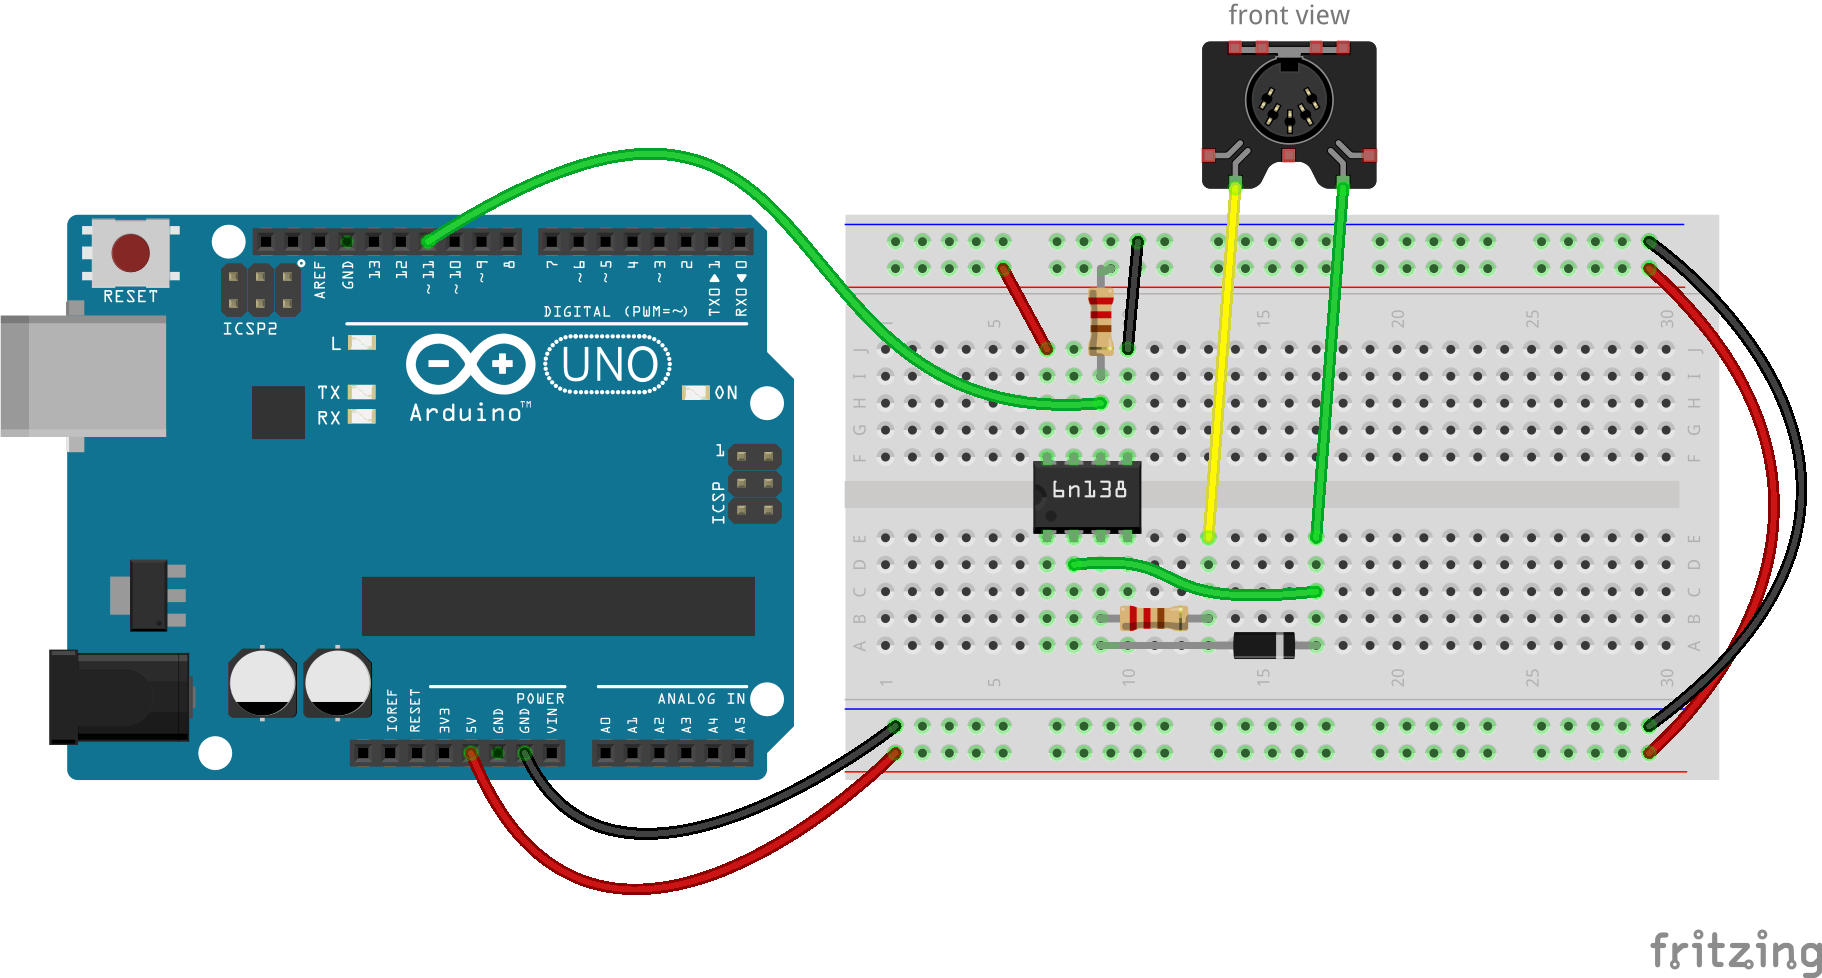 front view
RESET
ICSP2
AREF
GND
13
12
~11
~10
~9
8
7
~6
~5
4
~3
2
TX0▶1
RX0◀0
DIGITAL (PWM=~)
L
TX
RX
UNO
Arduino™
ON
1
ICSP
IOREF
RESET
3V3
5V
GND
GND
VIN
POWER
A0
A1
A2
A3
A4
A5
ANALOG IN
1
5
15
20
25
30
J
I
H
G
F
J
I
H
G
F
6n138
E
D
C
B
A
E
D
C
B
A
1
5
10
15
20
25
30
fritzing